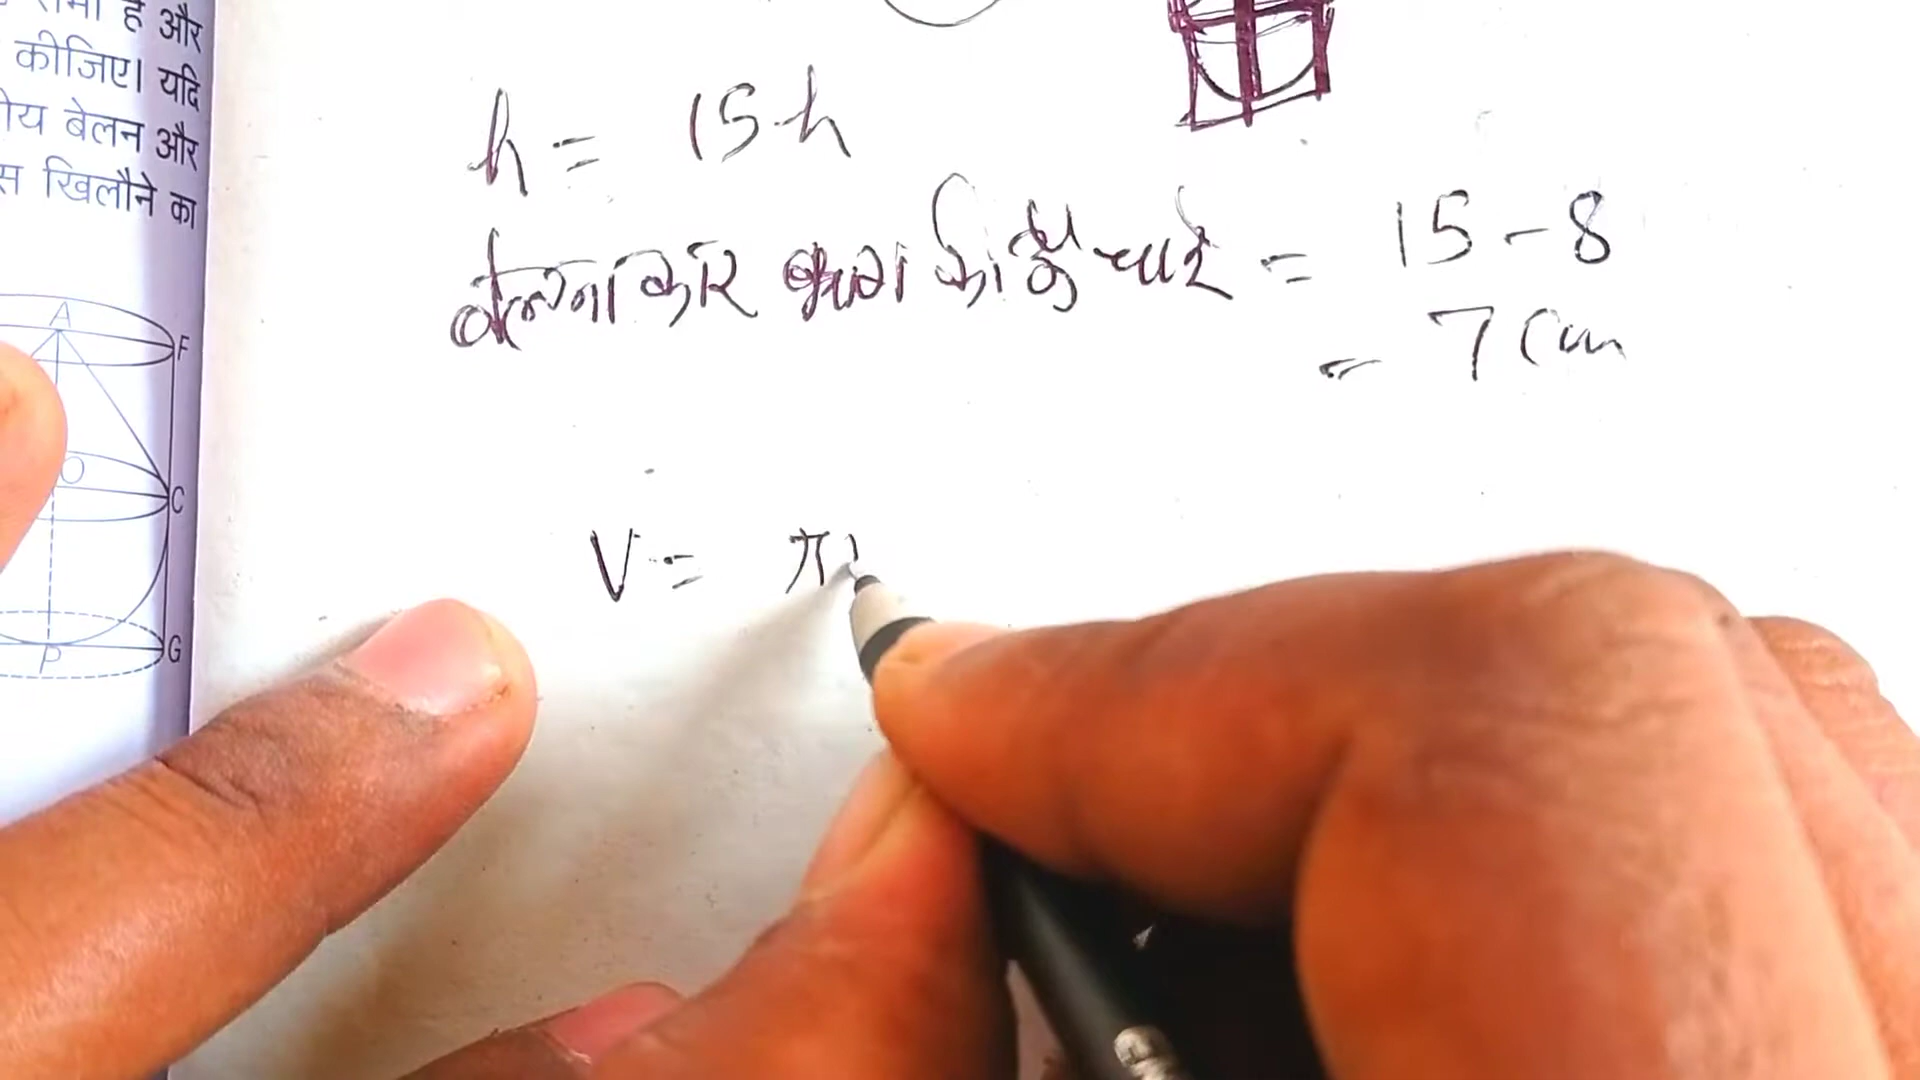 है और
कीजिए। यदि
बेलन और
खिलौने का
A
F
O
C
P
G
h = 15-h
बेलनाकार भाग की ऊँचाई = 15 - 8
= 7 cm
V = π